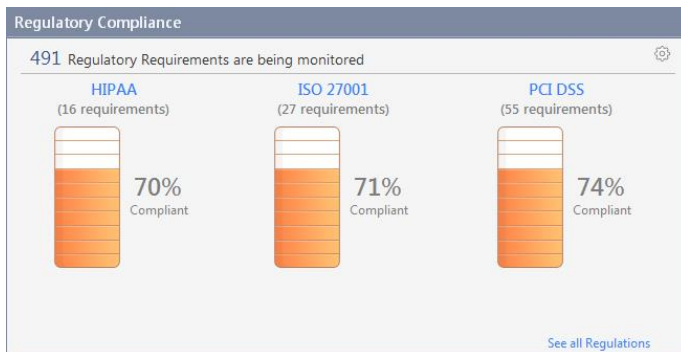 Regulatory Compliance
491 Regulatory Requirements are being monitored
HIPAA
(16 requirements)
70%
Compliant
ISO 27001
(27 requirements)
71%
Compliant
PCI DSS
(55 requirements)
74%
Compliant
See all Regulations